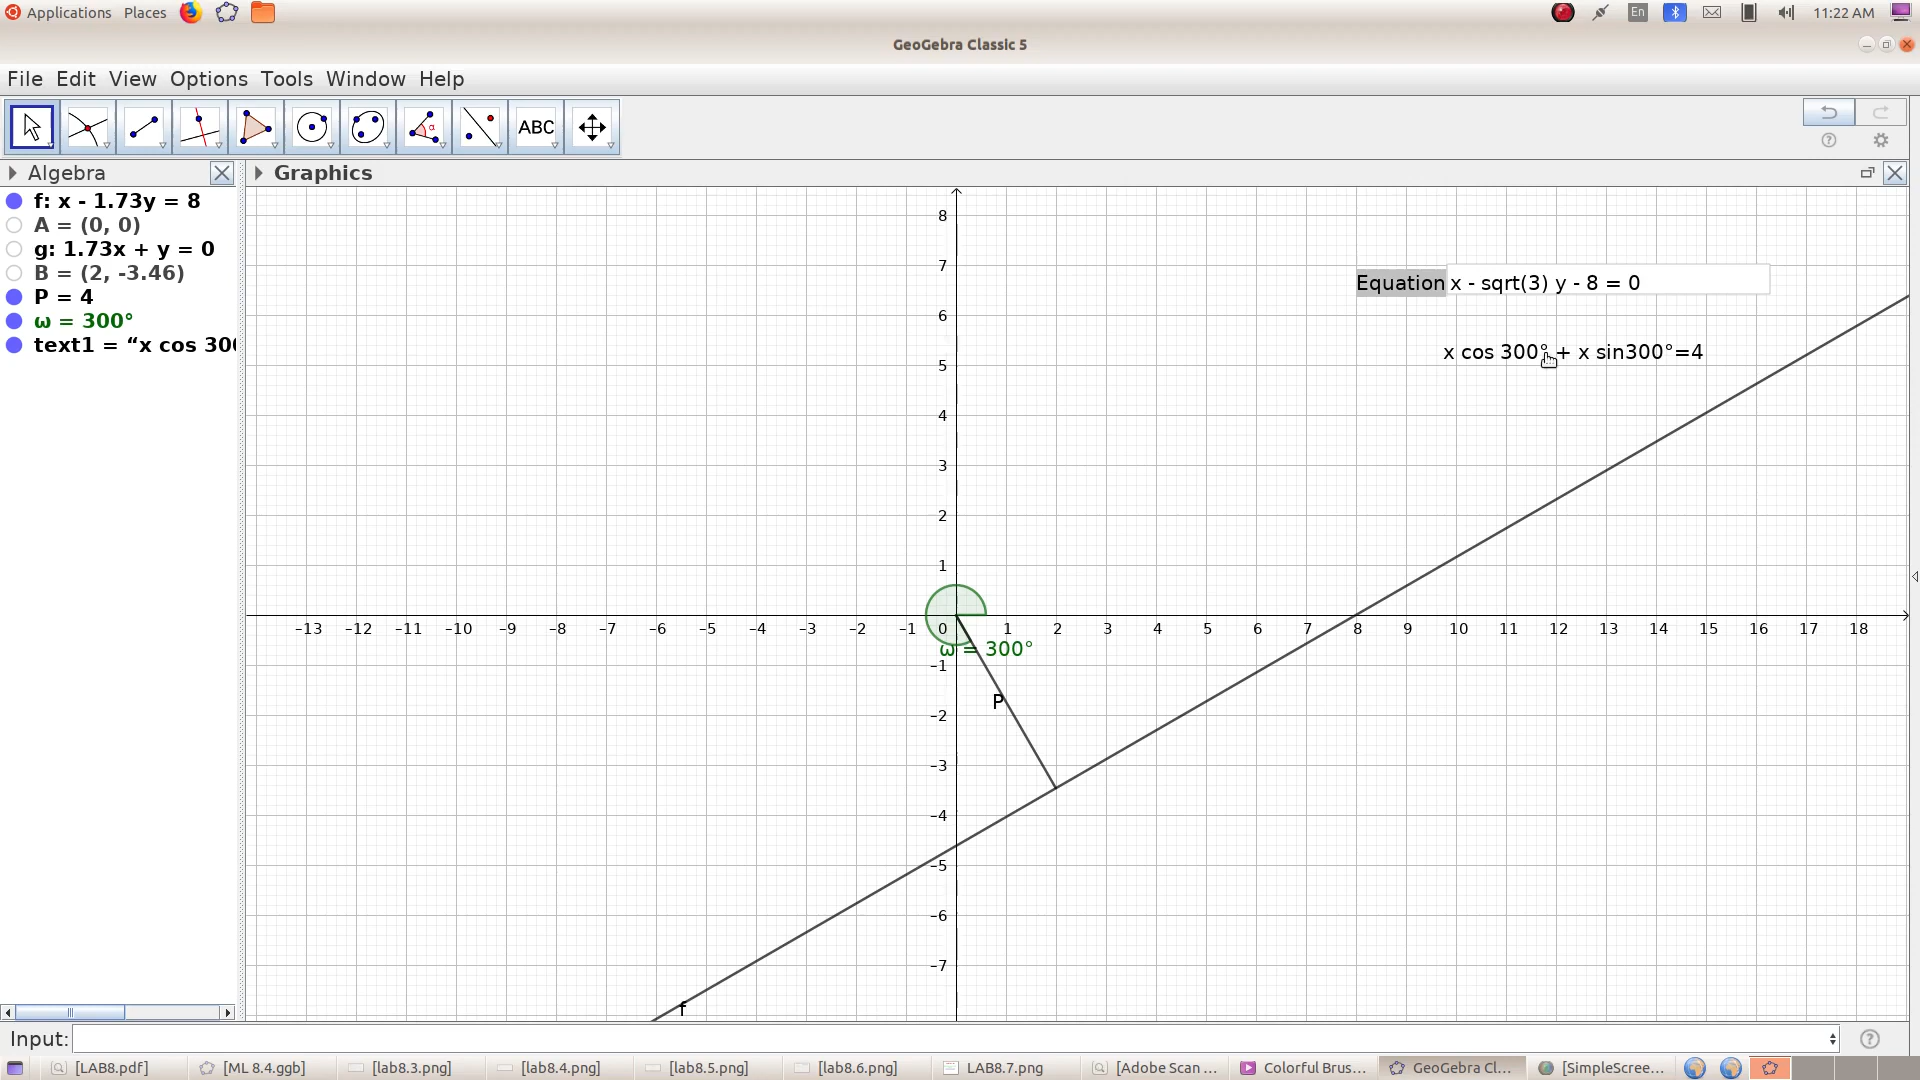 Applications Places En 11:22 AM
GeoGebra Classic 5
File Edit View Options Tools Window Help
ABC
Algebra
Graphics
f: x - 1.73y = 8
A = (0, 0)
g: 1.73x + y = 0
B = (2, -3.46)
P = 4
ω = 300°
text1 = “x cos 300
8
7
Equation x - sqrt(3) y - 8 = 0
6
x cos 300° + x sin300°=4
5
4
3
2
1
–13 –12 –11 –10 –9 –8 –7 –6 –5 –4 –3 –2 –1 0 1 2 3 4 5 6 7 8 9 10 11 12 13 14 15 16 17 18
ω = 300°
–1
P
–2
–3
–4
–5
–6
–7
f
Input:
[LAB8.pdf] [ML 8.4.ggb] [lab8.3.png] [lab8.4.png] [lab8.5.png] [lab8.6.png] LAB8.7.png [Adobe Scan ... Colorful Brus... GeoGebra Cl... [SimpleScree...